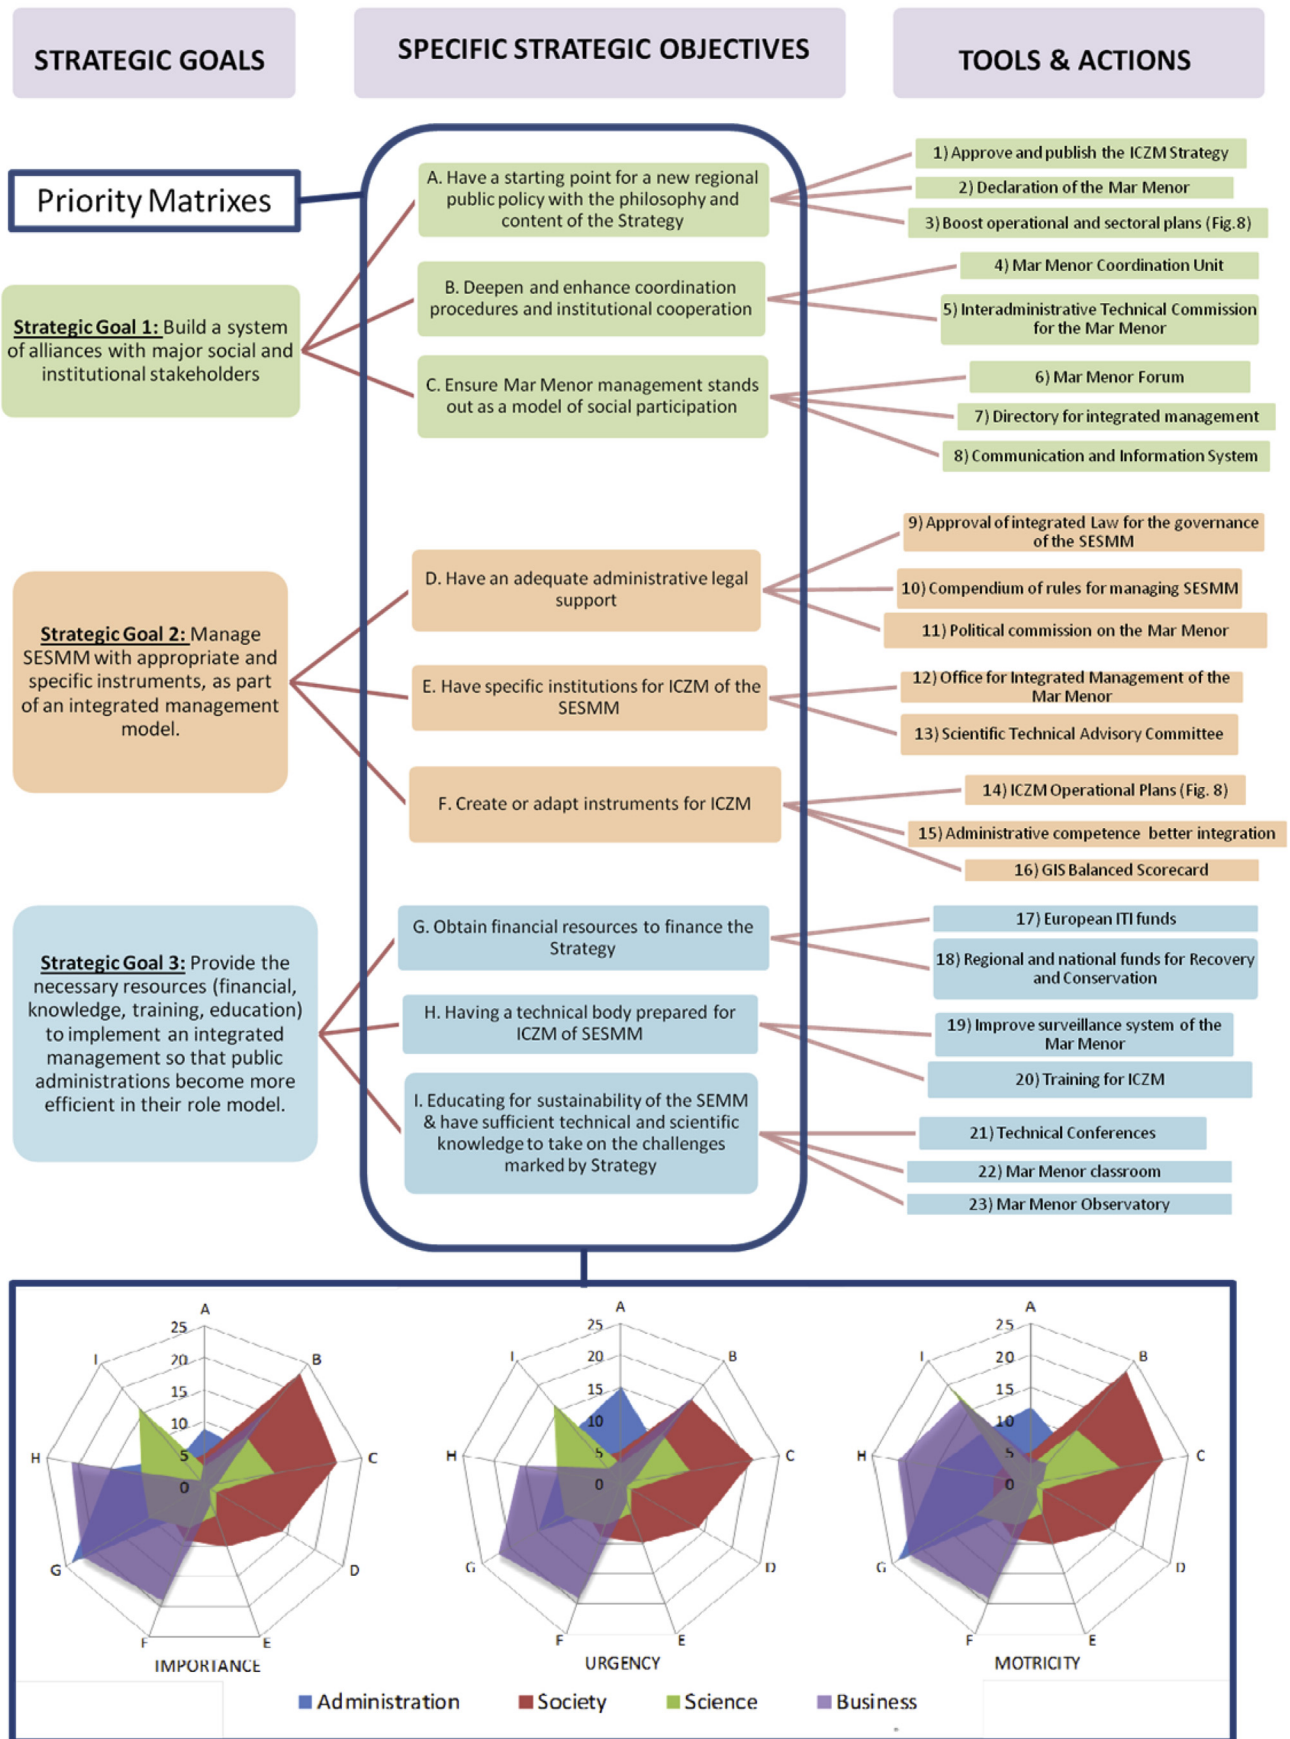 STRATEGIC GOALS
SPECIFIC STRATEGIC OBJECTIVES
TOOLS & ACTIONS
Priority Matrixes
Strategic Goal 1: Build a system
of alliances with major social and
institutional stakeholders
A. Have a starting point for a new regional
public policy with the philosophy and
content of the Strategy
B. Deepen and enhance coordination
procedures and institutional cooperation
C. Ensure Mar Menor management stands
out as a model of social participation
1) Approve and publish the ICZM Strategy
2) Declaration of the Mar Menor
3) Boost operational and sectoral plans (Fig.8)
4) Mar Menor Coordination Unit
5) Interadministrative Technical Commission
for the Mar Menor
6) Mar Menor Forum
7) Directory for integrated management
8) Communication and Information System
Strategic Goal 2: Manage
SESMM with appropriate and
specific instruments, as part
of an integrated management
model.
D. Have an adequate administrative legal
support
E. Have specific institutions for ICZM of the
SESMM
F. Create or adapt instruments for ICZM
9) Approval of integrated Law for the governance
of the SESMM
10) Compendium of rules for managing SESMM
11) Political commission on the Mar Menor
12) Office for Integrated Management of the
Mar Menor
13) Scientific Technical Advisory Committee
14) ICZM Operational Plans (Fig. 8)
15) Administrative competence better integration
16) GIS Balanced Scorecard
Strategic Goal 3: Provide the
necessary resources (financial,
knowledge, training, education)
to implement an integrated
management so that public
administrations become more
efficient in their role model.
G. Obtain financial resources to finance the
Strategy
H. Having a technical body prepared for
ICZM of SESMM
I. Educating for sustainability of the SEMM
& have sufficient technical and scientific
knowledge to take on the challenges
marked by Strategy
17) European ITI funds
18) Regional and national funds for Recovery
and Conservation
19) Improve surveillance system of the
Mar Menor
20) Training for ICZM
21) Technical Conferences
22) Mar Menor classroom
23) Mar Menor Observatory
A
B
C
D
E
F
G
H
I
25
20
15
10
5
0
IMPORTANCE
A
B
C
D
E
F
G
H
I
25
20
15
10
5
0
URGENCY
A
B
C
D
E
F
G
H
I
25
20
15
10
5
0
MOTRICITY
Administration
Society
Science
Business